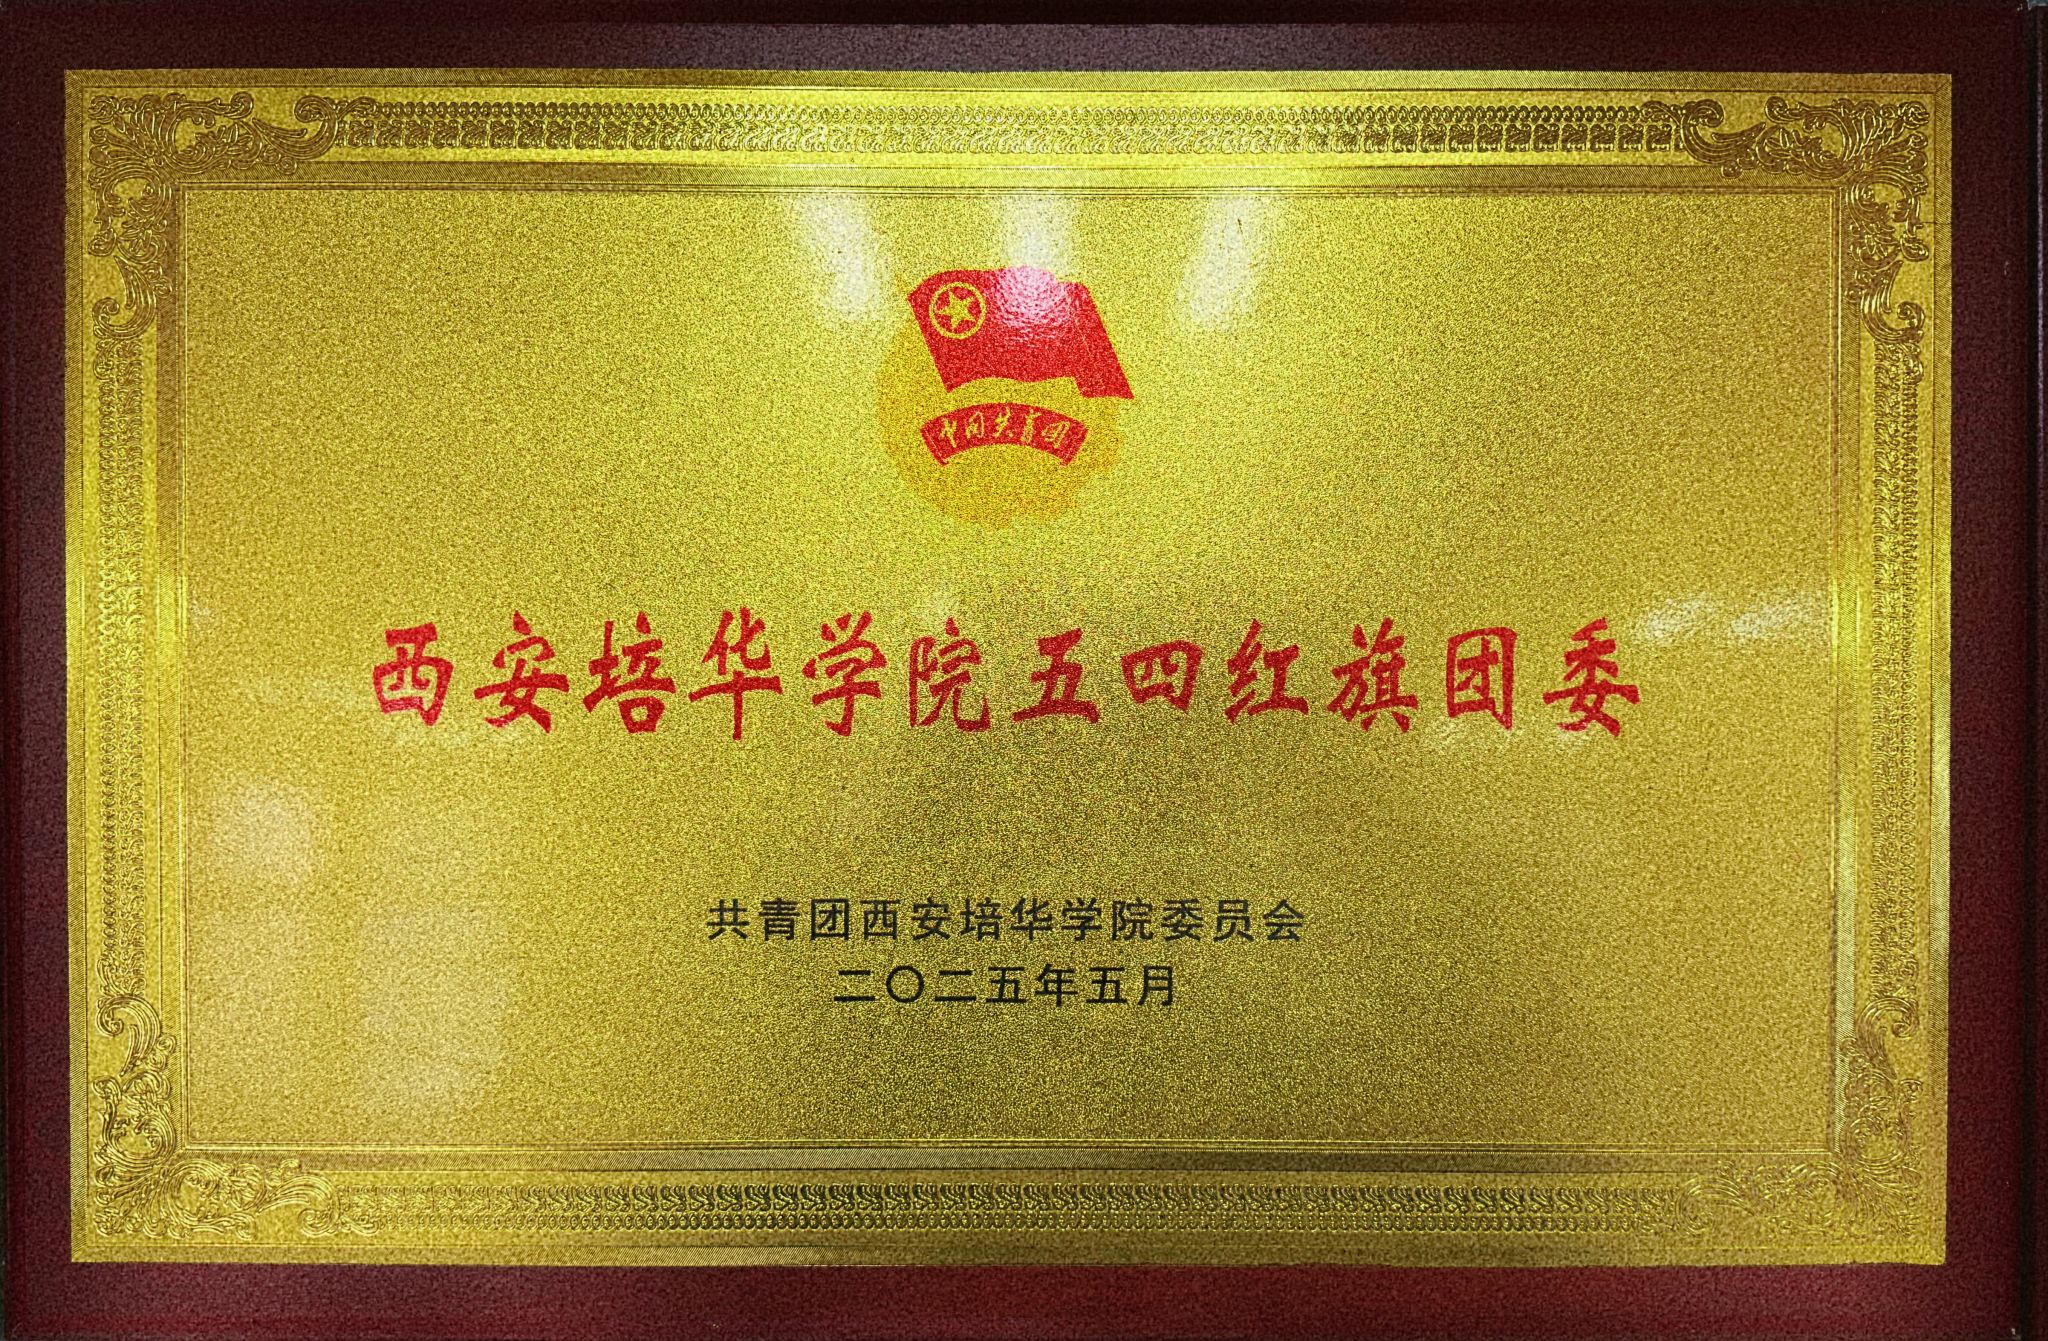 中国共青团
西安培华学院五四红旗团委
共青团西安培华学院委员会
二〇二五年五月